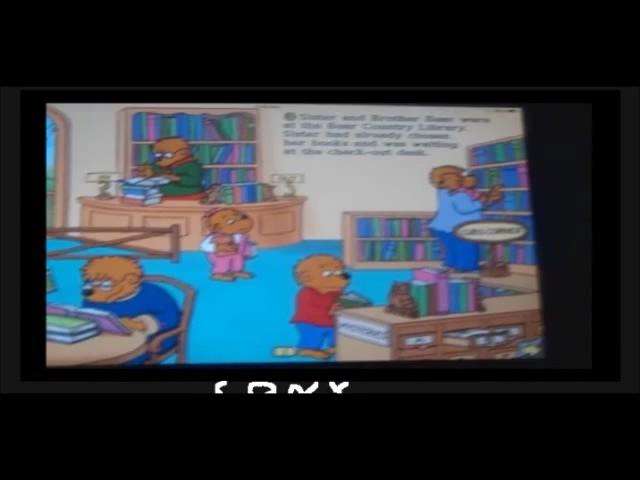 Sister and Brother Bear were
at the Bear Country Library.
Sister had already chosen
her books and was waiting
at the check-out desk.
MYSTERIES